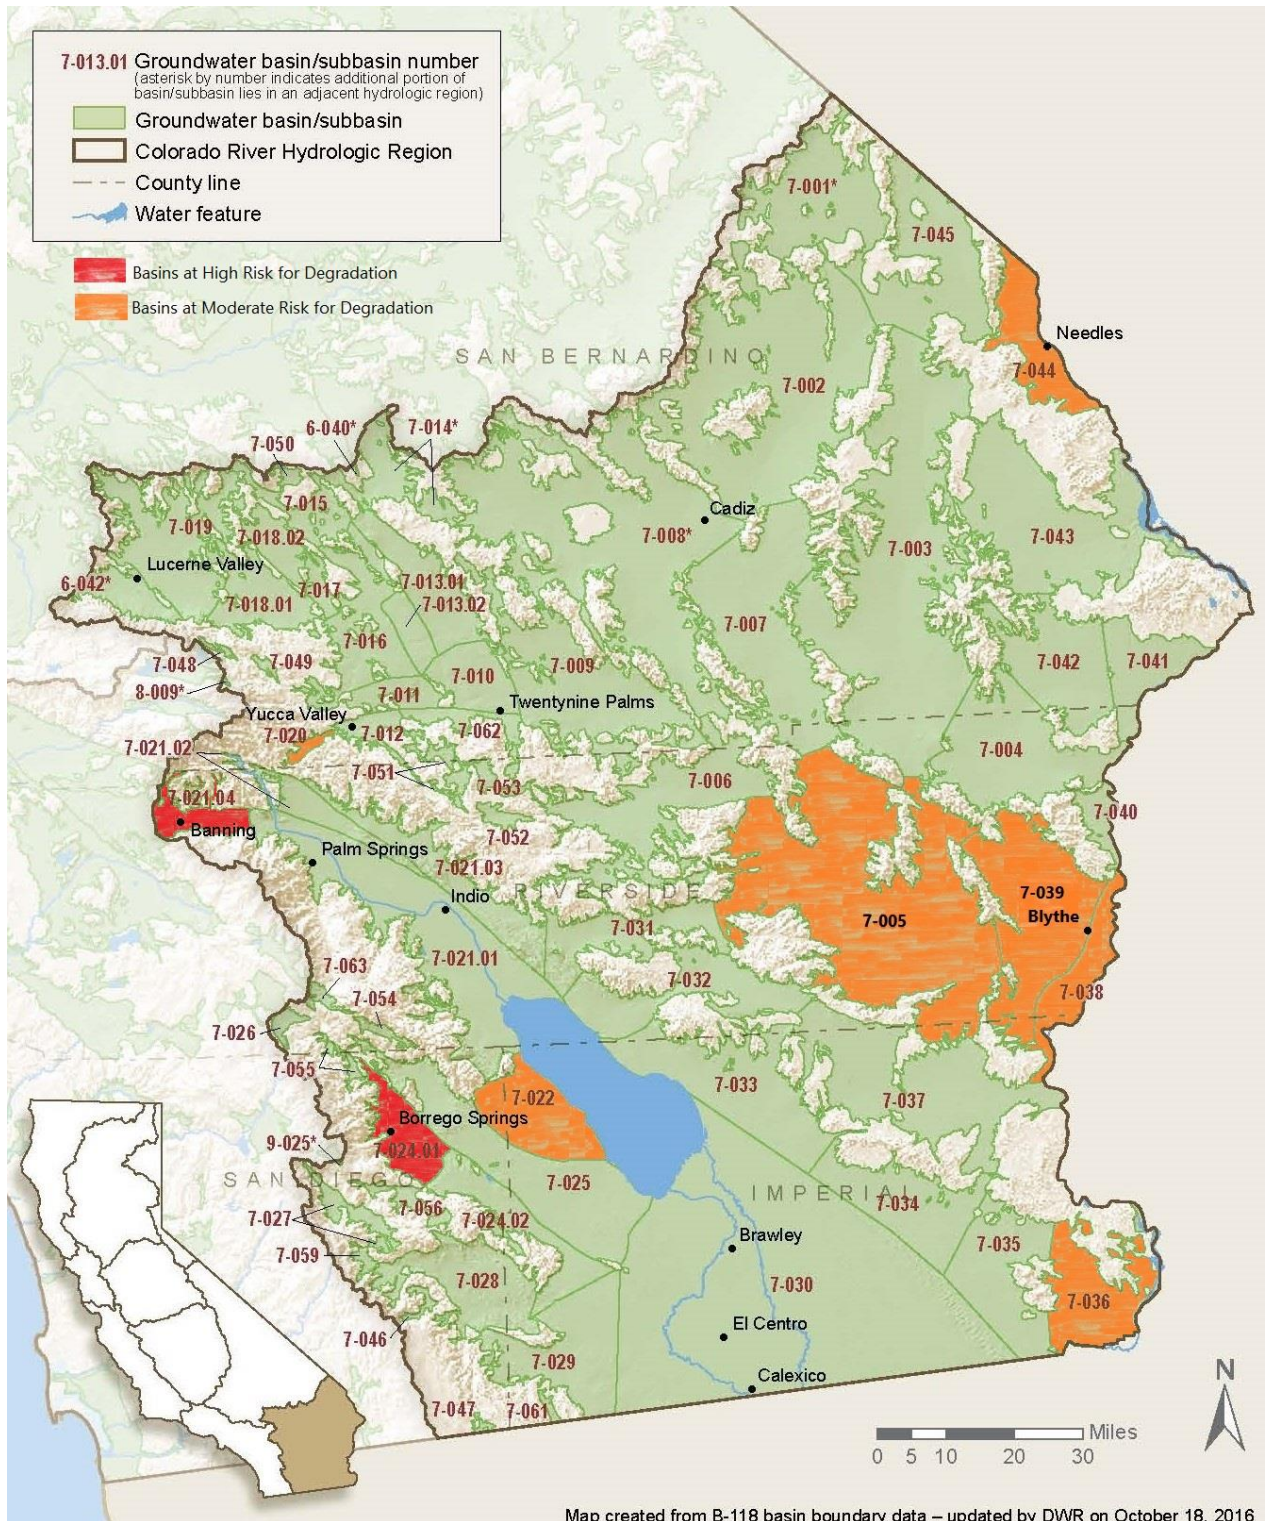 7-013.01 Groundwater basin/subbasin number
(asterisk by number indicates additional portion of
basin/subbasin lies in an adjacent hydrologic region)
Groundwater basin/subbasin
Colorado River Hydrologic Region
County line
Water feature
Basins at High Risk for Degradation
Basins at Moderate Risk for Degradation
7-001*
7-045
Needles
SAN BERNARDINO
7-044
7-002
6-040*
7-014*
7-050
7-015
Cadiz
7-019
7-008*
7-018.02
7-003
7-043
Lucerne Valley
6-042*
7-017
7-013.01
7-018.01
7-013.02
7-007
7-016
7-048
7-049
7-009
7-042
7-041
7-010
8-009*
7-011
Twentynine Palms
Yucca Valley
7-020
7-012
7-062
7-021.02
7-004
7-051
7-053
7-006
7-021.04
7-040
Banning
7-052
Palm Springs
7-021.03
RIVERSIDE
7-039
Indio
Blythe
7-005
7-031
7-021.01
7-063
7-032
7-038
7-054
7-026
7-055
7-033
7-022
7-037
Borrego Springs
9-025*
7-024.01
SAN DIEGO
7-025
IMPERIAL
7-034
7-056
7-027
7-024.02
Brawley
7-035
7-059
7-028
7-030
7-036
El Centro
7-046
7-029
Calexico
7-047
7-061
N
Miles
0 5 10 20 30
Map created from B-118 basin boundary data – updated by DWR on October 18, 2016